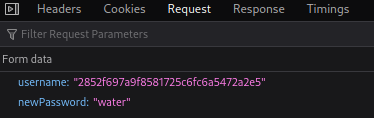 Headers Cookies Request Response Timings
Filter Request Parameters
Form data
username: "2852f697a9f8581725c6fc6a5472a2e5"
newPassword: "water"